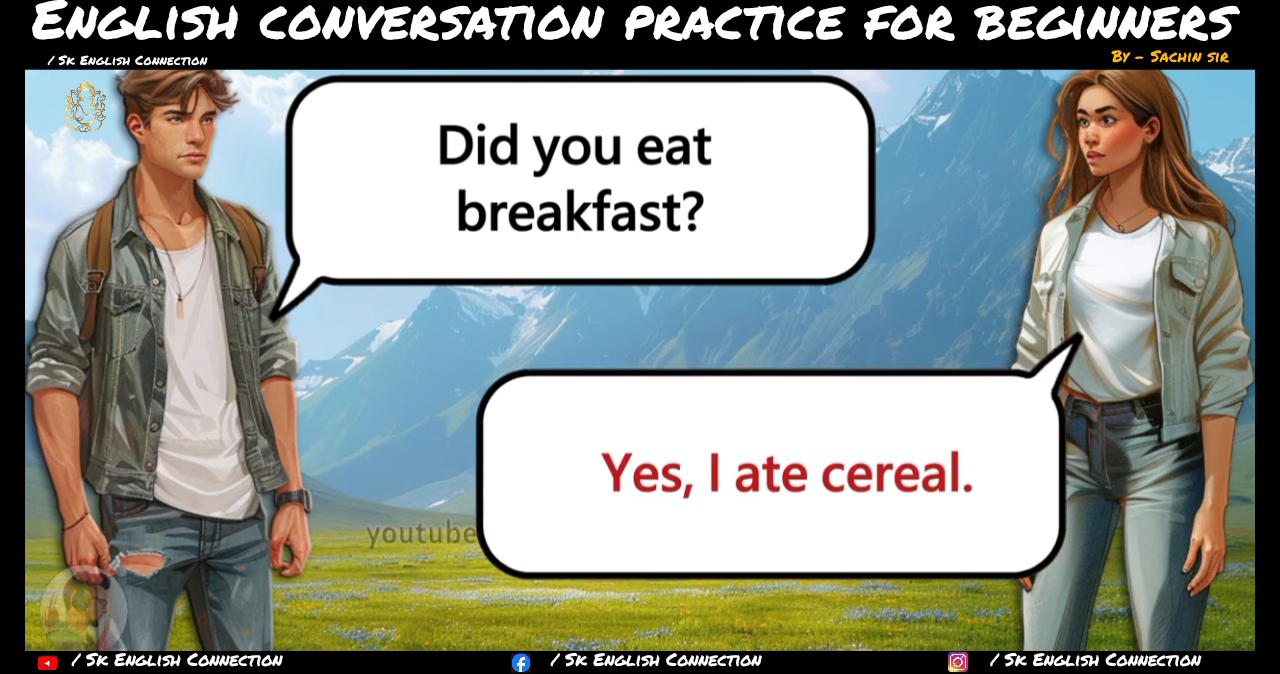 English conversation practice for beginners
/ Sk English Connection
By - Sachin sir
Did you eat
breakfast?
Yes, I ate cereal.
youtube
/ Sk English Connection
/ Sk English Connection
/ Sk English Connection